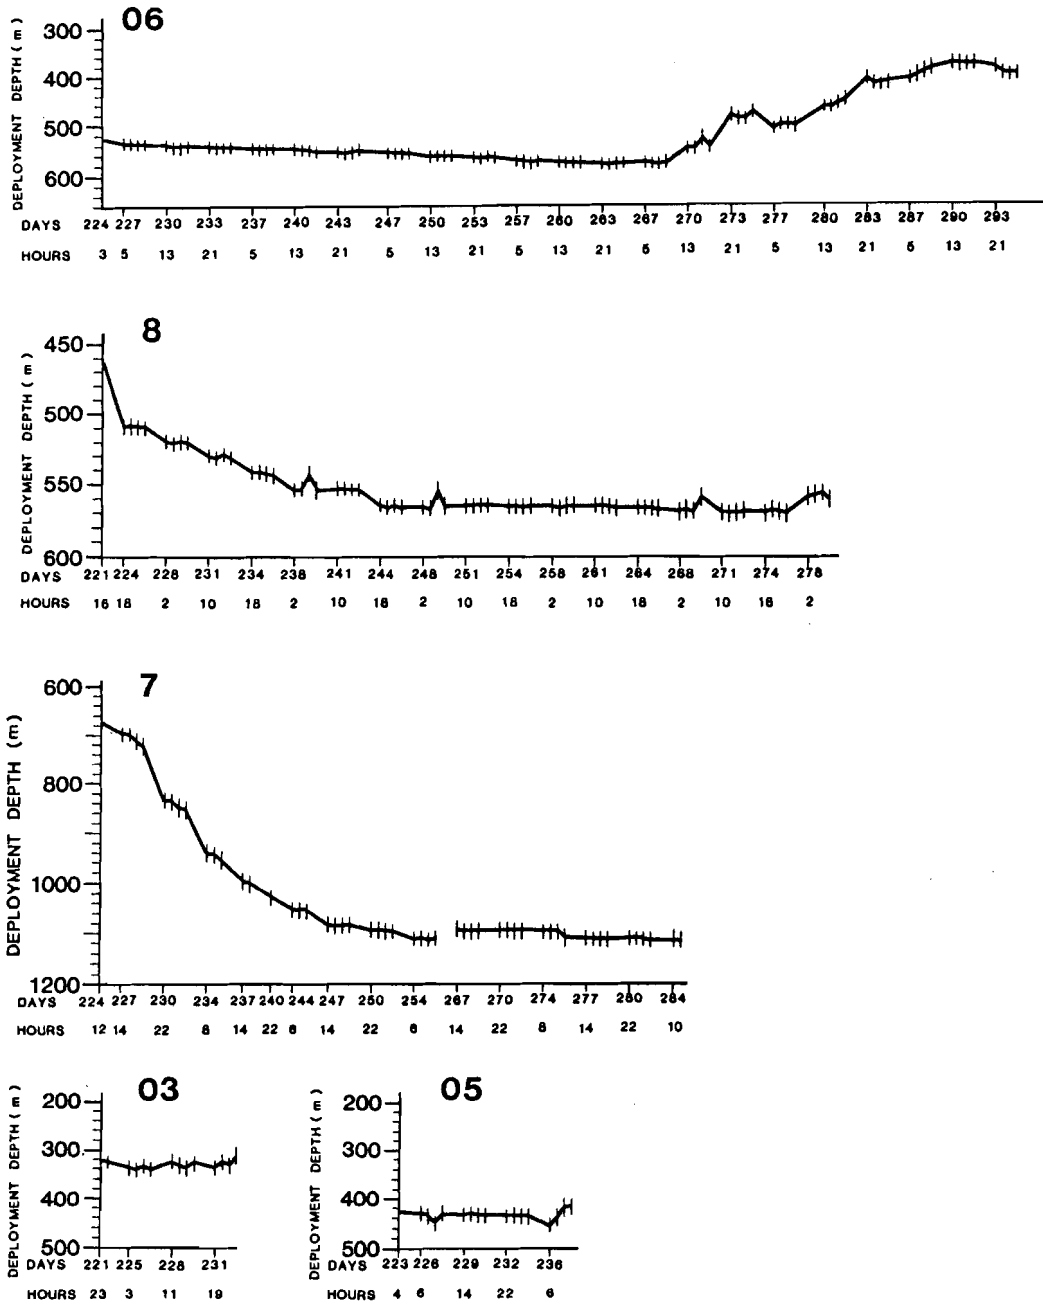 06
DEPLOYMENT DEPTH (m)
300
400
500
600
DAYS 224 227 230 233 237 240 243 247 250 253 257 260 263 267 270 273 277 280 283 287 290 293
HOURS 3 5 13 21 5 13 21 5 13 21 5 13 21 5 13 21 5 13 21 5 13 21
8
DEPLOYMENT DEPTH (m)
450
500
550
600
DAYS 221 224 228 231 234 238 241 244 248 251 254 258 261 264 268 271 274 278
HOURS 16 18 2 10 18 2 10 18 2 10 18 2 10 18 2 10 18 2
7
DEPLOYMENT DEPTH (m)
600
800
1000
1200
DAYS 224 227 230 234 237 240 244 247 250 254 267 270 274 277 280 284
HOURS 12 14 22 8 14 22 6 14 22 6 14 22 8 14 22 10
03
DEPLOYMENT DEPTH (m)
200
300
400
500
DAYS 221 225 228 231
HOURS 23 3 11 19
05
DEPLOYMENT DEPTH (m)
200
300
400
500
DAYS 223 226 229 232 236
HOURS 4 6 14 22 6